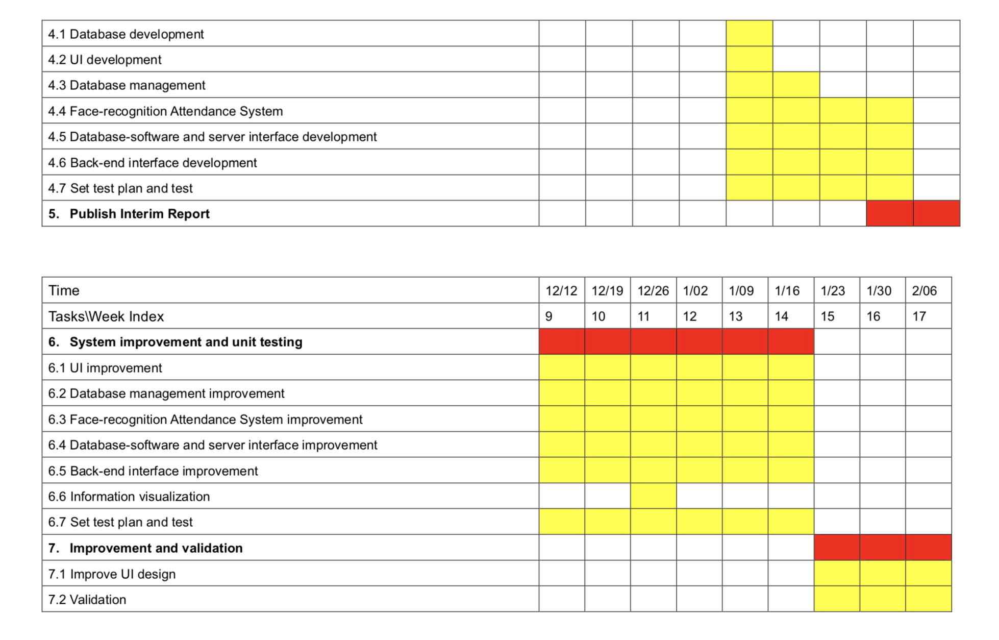 4.1 Database development
4.2 UI development
4.3 Database management
4.4 Face-recognition Attendance System
4.5 Database-software and server interface development
4.6 Back-end interface development
4.7 Set test plan and test
5. Publish Interim Report
Time 12/12 12/19 12/26 1/02 1/09 1/16 1/23 1/30 2/06
Tasks\Week Index 9 10 11 12 13 14 15 16 17
6. System improvement and unit testing
6.1 UI improvement
6.2 Database management improvement
6.3 Face-recognition Attendance System improvement
6.4 Database-software and server interface improvement
6.5 Back-end interface improvement
6.6 Information visualization
6.7 Set test plan and test
7. Improvement and validation
7.1 Improve UI design
7.2 Validation